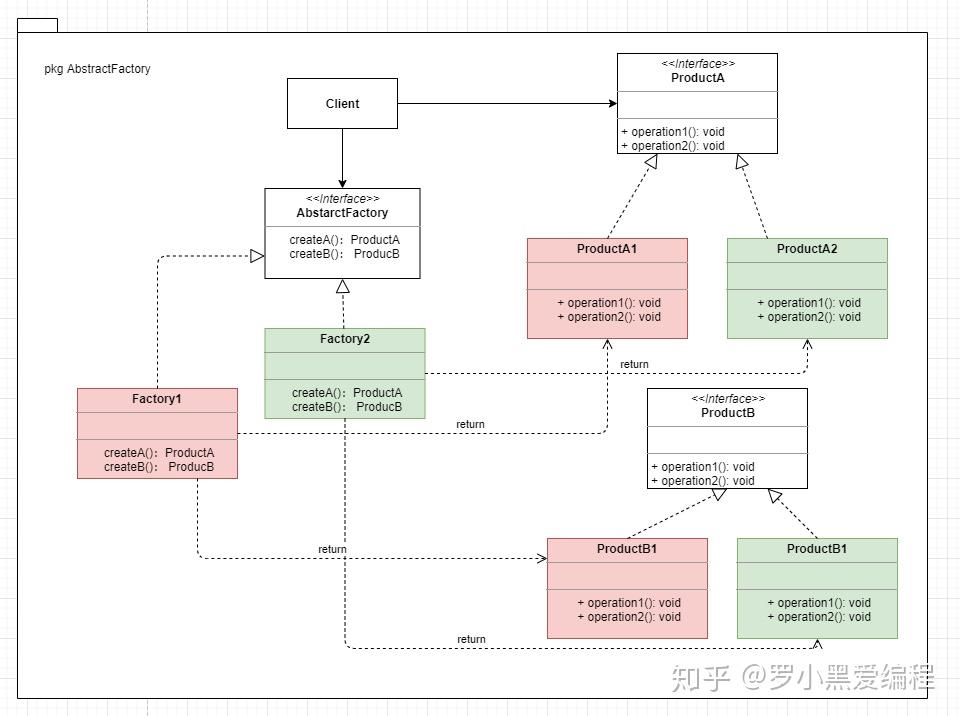 pkg AbstractFactory
Client
<<Interface>>
ProductA
+ operation1(): void
+ operation2(): void
<<Interface>>
AbstarctFactory
createA()：ProductA
createB()： ProducB
ProductA1
+ operation1(): void
+ operation2(): void
ProductA2
+ operation1(): void
+ operation2(): void
Factory2
createA()：ProductA
createB()： ProducB
return
Factory1
createA()：ProductA
createB()： ProducB
return
<<Interface>>
ProductB
+ operation1(): void
+ operation2(): void
return
ProductB1
+ operation1(): void
+ operation2(): void
ProductB1
+ operation1(): void
+ operation2(): void
return
知乎 @罗小黑爱编程